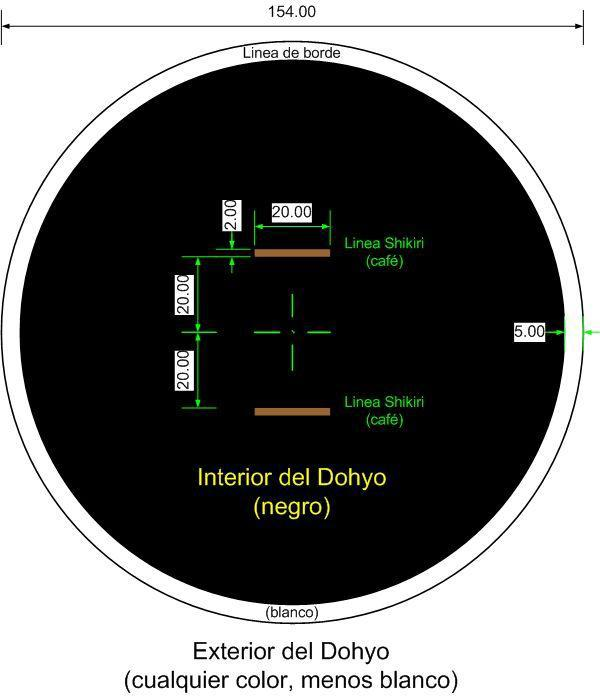 154.00
Linea de borde
2.00
20.00
Linea Shikiri
(café)
20.00
5.00
20.00
Linea Shikiri
(café)
Interior del Dohyo
(negro)
(blanco)
Exterior del Dohyo
(cualquier color, menos blanco)